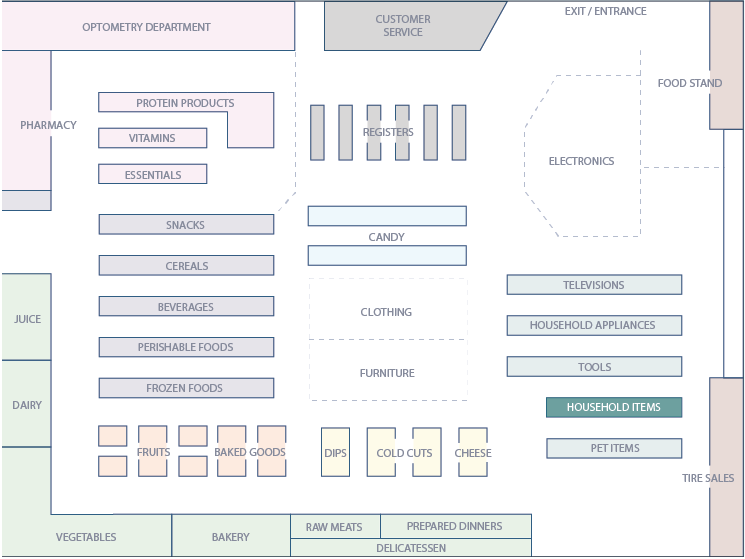 OPTOMETRY DEPARTMENT
CUSTOMER
SERVICE
EXIT / ENTRANCE
FOOD STAND
PHARMACY
PROTEIN PRODUCTS
VITAMINS
ESSENTIALS
REGISTERS
ELECTRONICS
SNACKS
CEREALS
BEVERAGES
PERISHABLE FOODS
FROZEN FOODS
CANDY
CLOTHING
FURNITURE
TELEVISIONS
HOUSEHOLD APPLIANCES
TOOLS
HOUSEHOLD ITEMS
PET ITEMS
JUICE
DAIRY
FRUITS
BAKED GOODS
DIPS
COLD CUTS
CHEESE
TIRE SALES
VEGETABLES
BAKERY
RAW MEATS
PREPARED DINNERS
DELICATESSEN